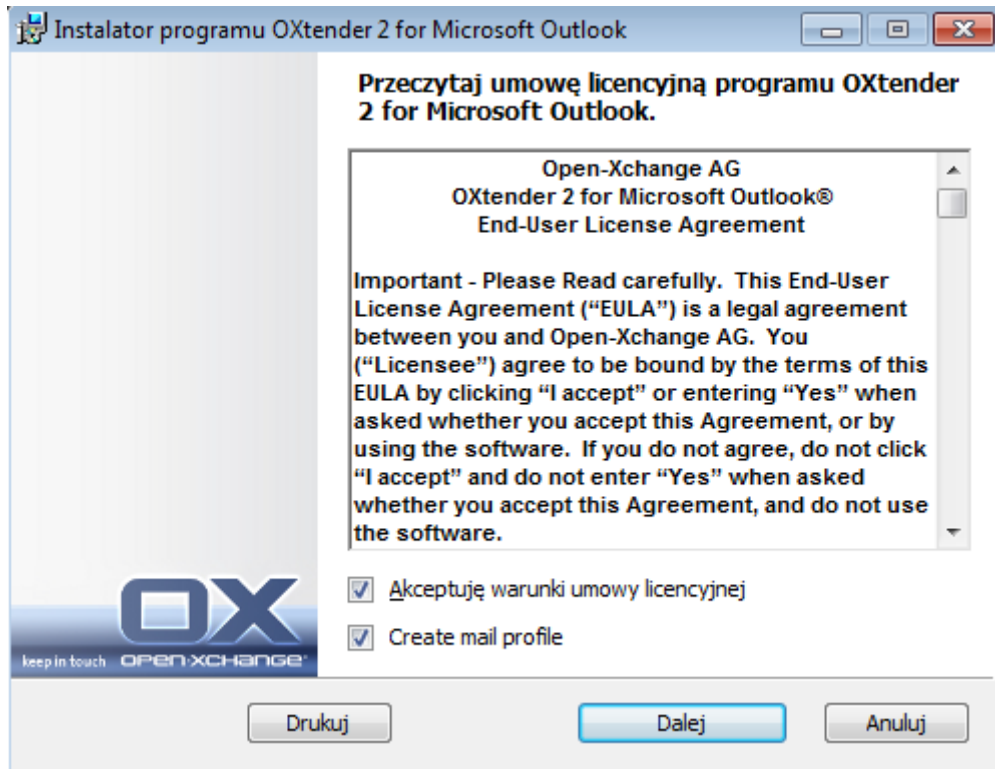 Instalator programu OXtender 2 for Microsoft Outlook
Przeczytaj umowę licencyjną programu OXtender
2 for Microsoft Outlook.
Open-Xchange AG
OXtender 2 for Microsoft Outlook®
End-User License Agreement
Important - Please Read carefully.  This End-User
License Agreement (“EULA”) is a legal agreement
between you and Open-Xchange AG.  You
(“Licensee”) agree to be bound by the terms of this
EULA by clicking “I accept” or entering “Yes” when
asked whether you accept this Agreement, or by
using the software.  If you do not agree, do not click
“I accept” and do not enter “Yes” when asked
whether you accept this Agreement, and do not use
the software.
Akceptuję warunki umowy licencyjnej
Create mail profile
OX
keep in touch OPEN-XCHANGE
Drukuj Dalej Anuluj